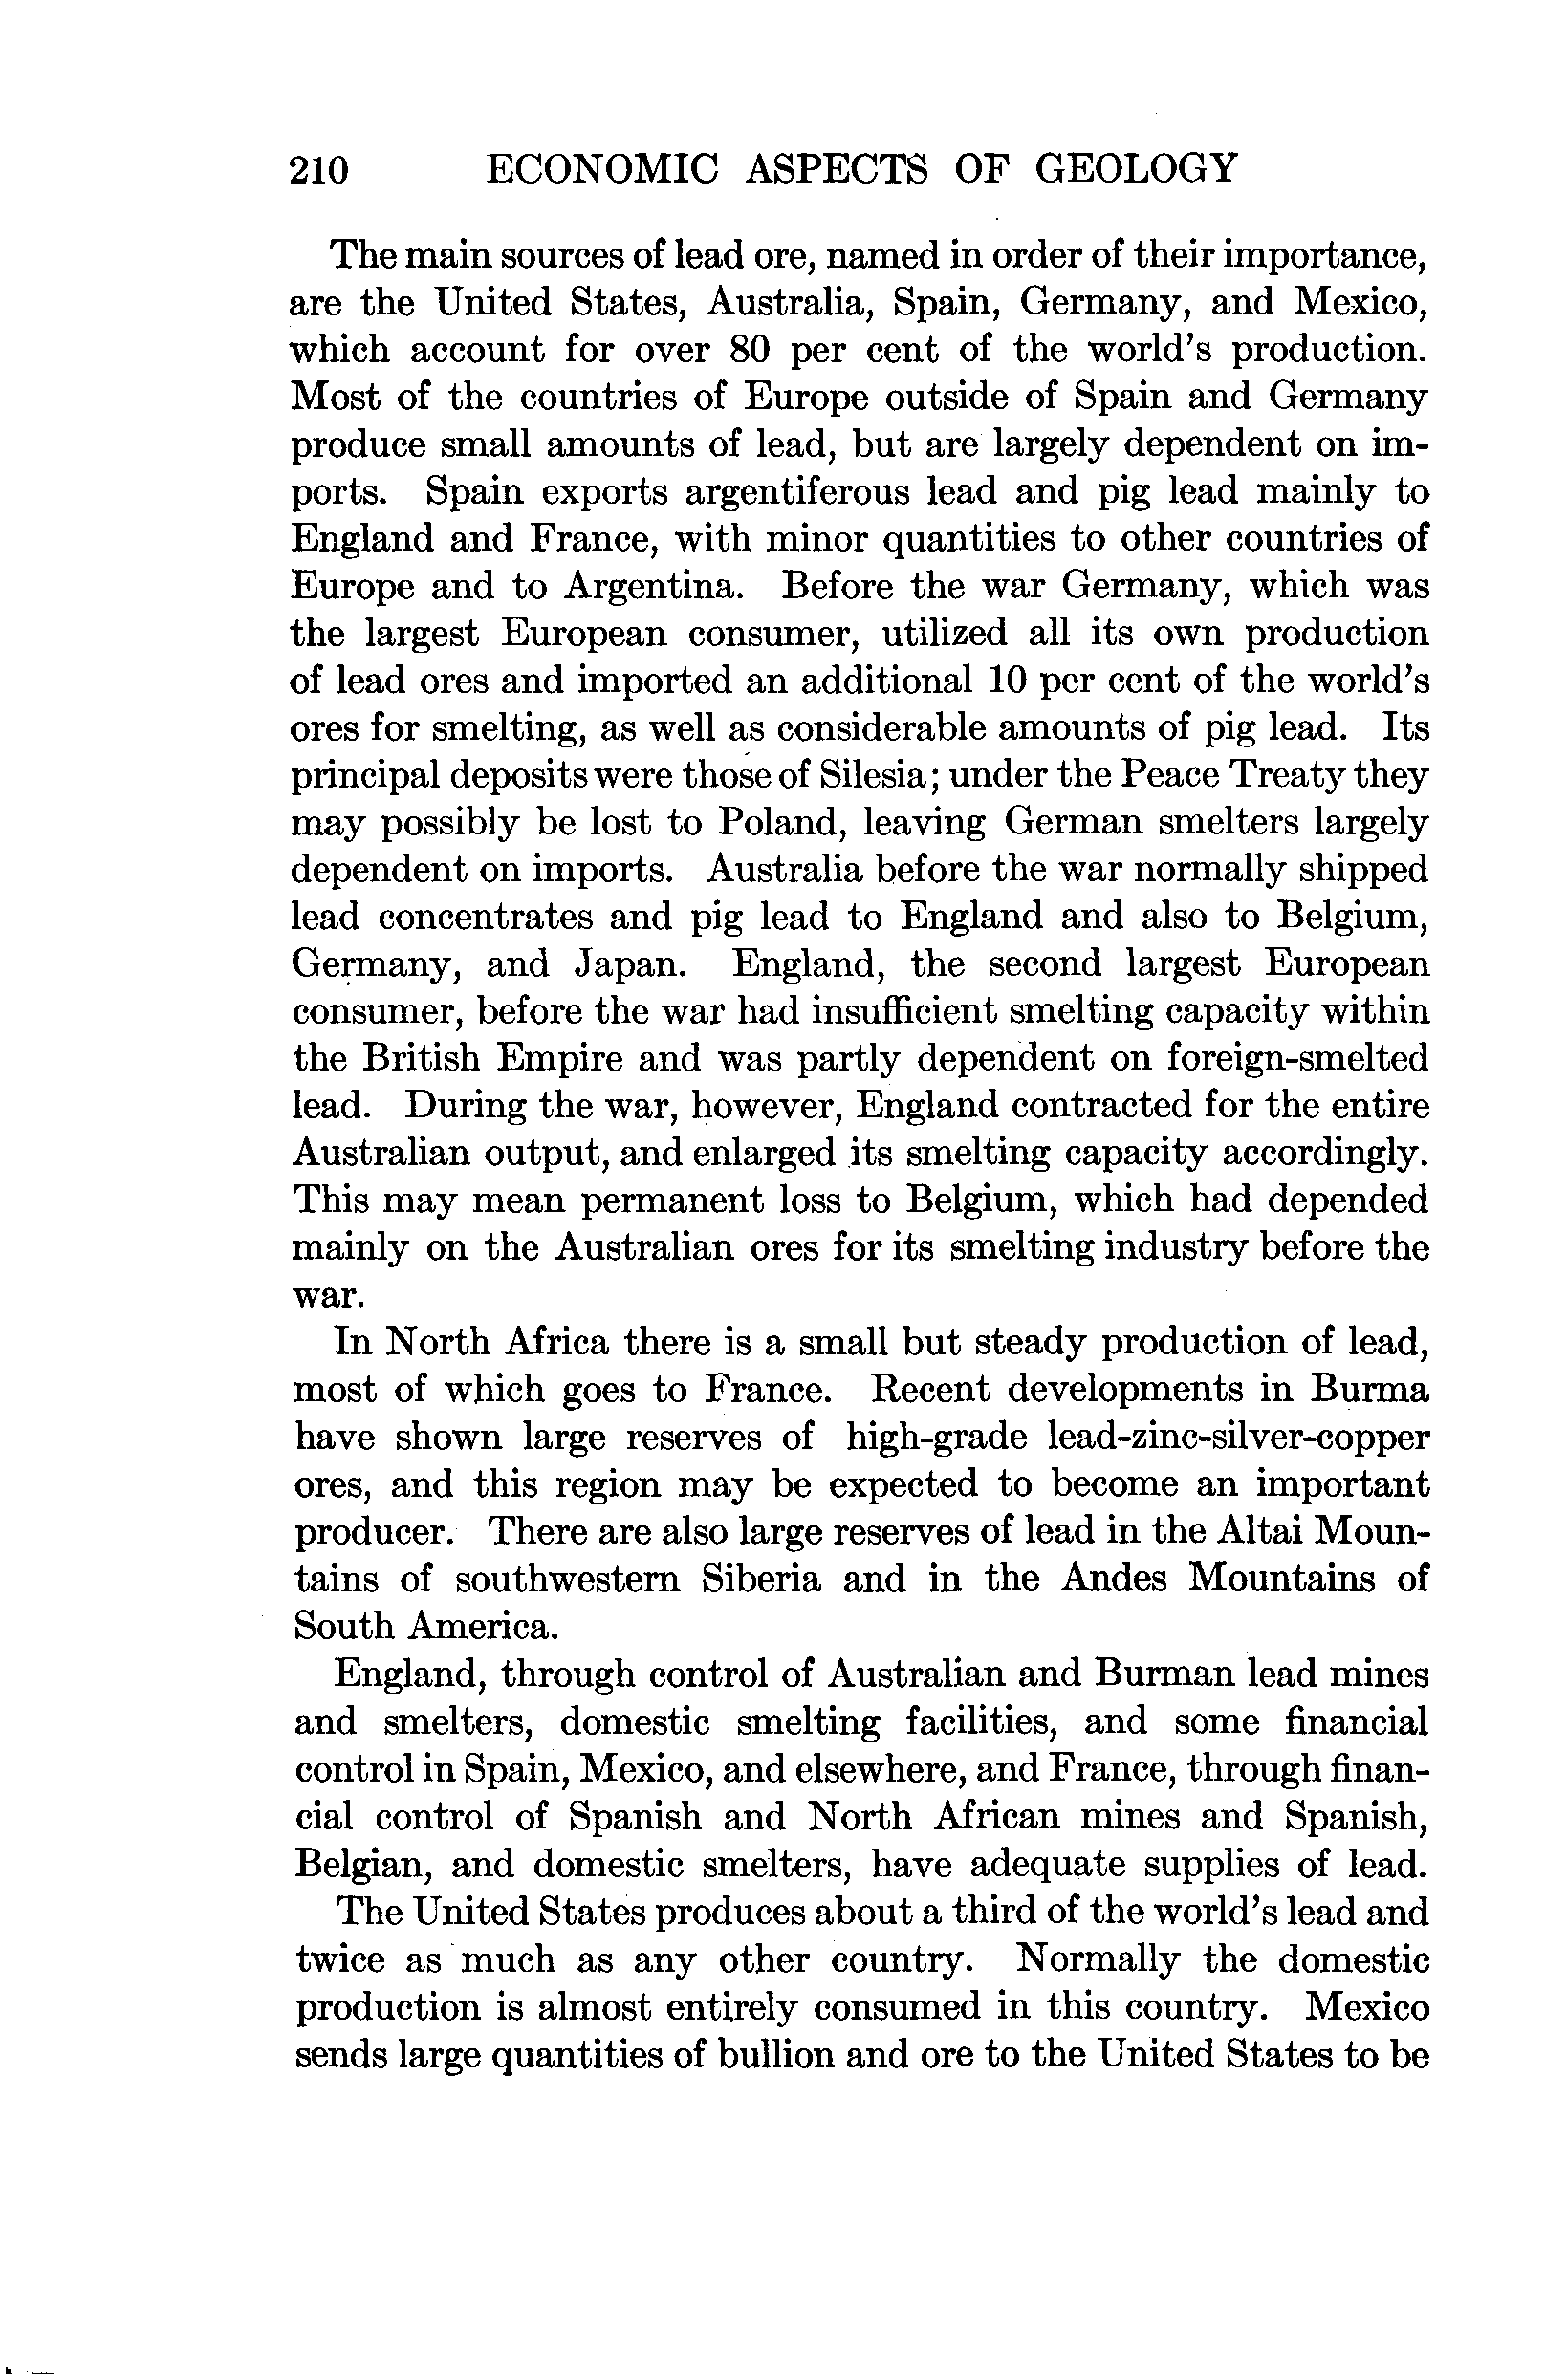 210 ECONOMIC ASPECTS OF GEOLOGY
The main sources of lead ore, named in order of their importance,
are the United States, Australia, Spain, Germany, and Mexico,
which account for over 80 per cent of the world's production.
Most of the countries of Europe outside of Spain and Germany
produce small amounts of lead, but are largely dependent on im-
ports. Spain exports argentiferous lead and pig lead mainly to
England and France, with minor quantities to other countries of
Europe and to Argentina. Before the war Germany, which was
the largest European consumer, utilized all its own production
of lead ores and imported an additional 10 per cent of the world's
ores for smelting, as well as considerable amounts of pig lead. Its
principal deposits were those of Silesia; under the Peace Treaty they
may possibly be lost to Poland, leaving German smelters largely
dependent on imports. Australia before the war normally shipped
lead concentrates and pig lead to England and also to Belgium,
Germany, and Japan. England, the second largest European
consumer, before the war had insufficient smelting capacity within
the British Empire and was partly dependent on foreign-smelted
lead. During the war, however, England contracted for the entire
Australian output, and enlarged its smelting capacity accordingly.
This may mean permanent loss to Belgium, which had depended
mainly on the Australian ores for its smelting industry before the
war.
In North Africa there is a small but steady production of lead,
most of which goes to France. Recent developments in Burma
have shown large reserves of high-grade lead-zinc-silver-copper
ores, and this region may be expected to become an important
producer. There are also large reserves of lead in the Altai Moun-
tains of southwestern Siberia and in the Andes Mountains of
South America.
England, through control of Australian and Burman lead mines
and smelters, domestic smelting facilities, and some financial
control in Spain, Mexico, and elsewhere, and France, through finan-
cial control of Spanish and North African mines and Spanish,
Belgian, and domestic smelters, have adequate supplies of lead.
The United States produces about a third of the world's lead and
twice as much as any other country. Normally the domestic
production is almost entirely consumed in this country. Mexico
sends large quantities of bullion and ore to the United States to be